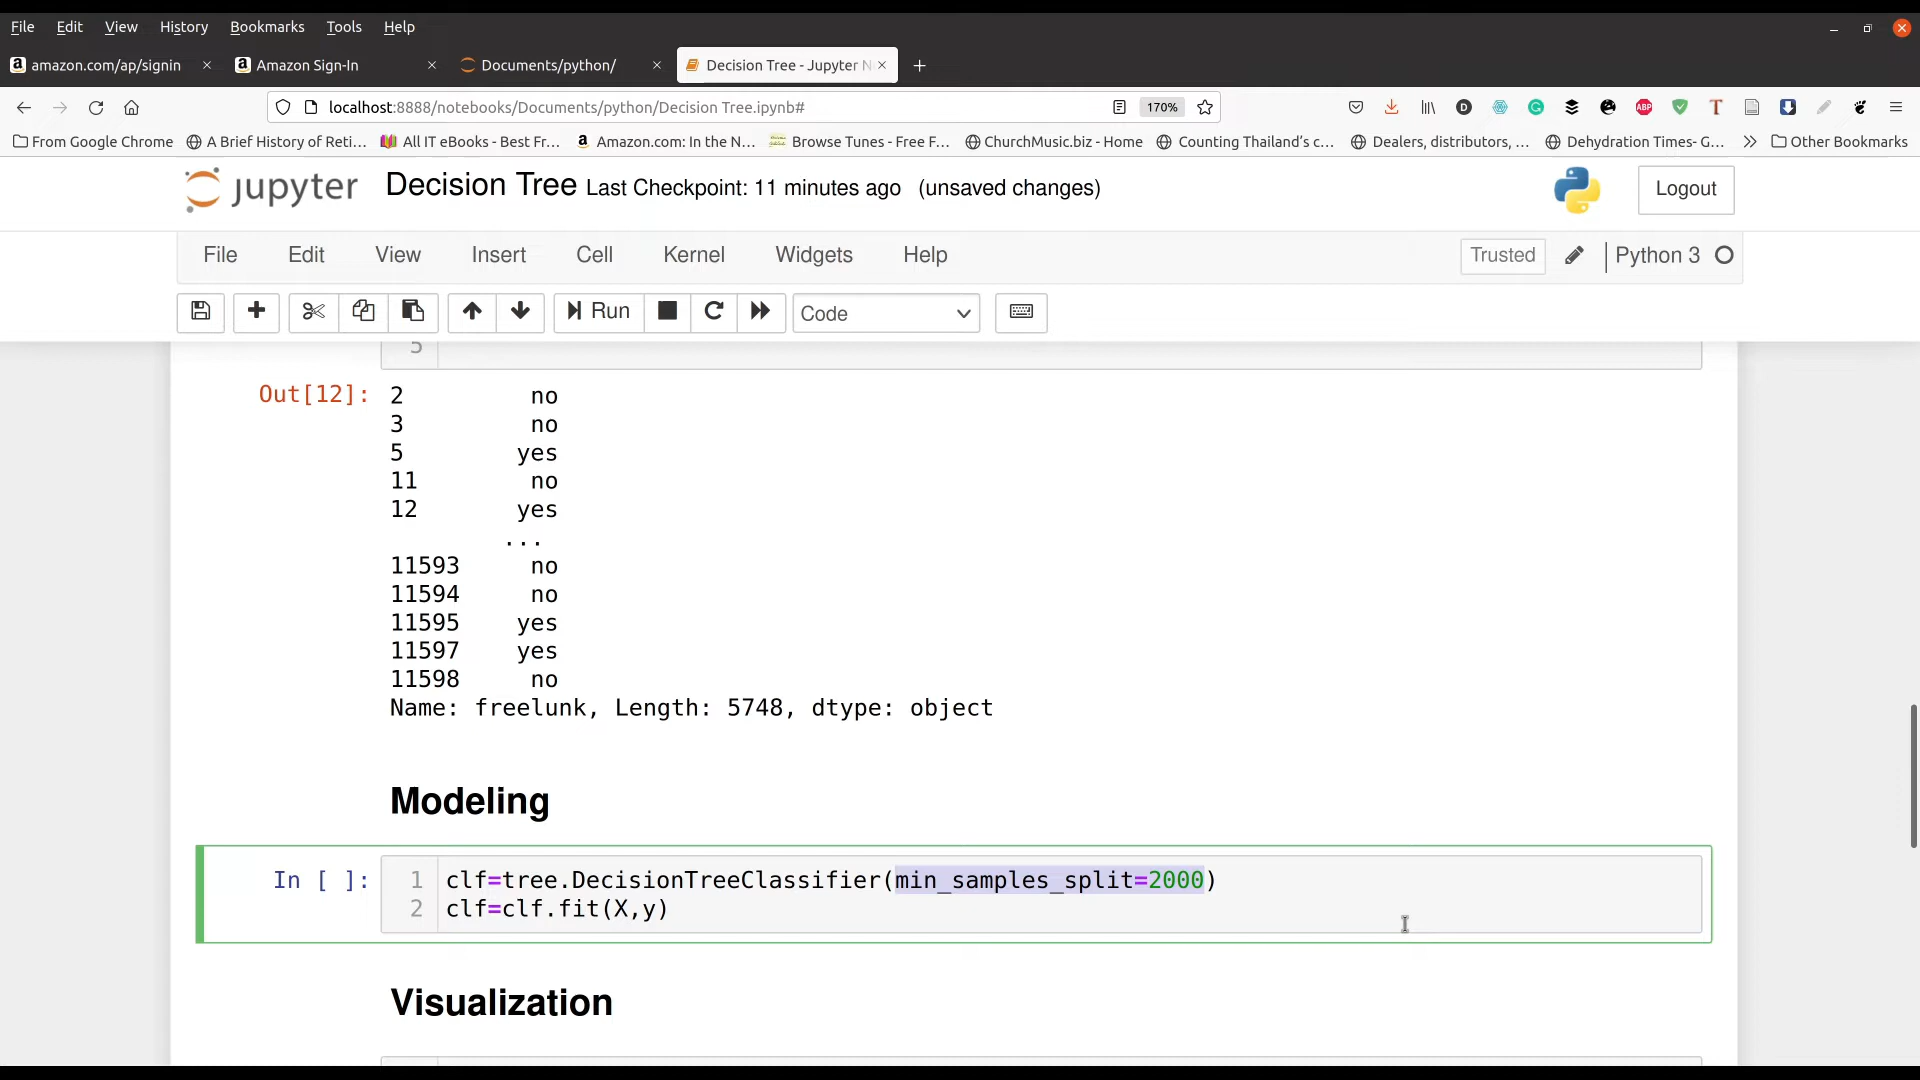 File Edit View History Bookmarks Tools Help
amazon.com/ap/signin Amazon Sign-In Documents/python/ Decision Tree - Jupyter N
localhost:8888/notebooks/Documents/python/Decision Tree.ipynb# 170%
From Google Chrome A Brief History of Reti... All IT eBooks - Best Fr... Amazon.com: In the N... Browse Tunes - Free F... ChurchMusic.biz - Home Counting Thailand’s c... Dealers, distributors, ... Dehydration Times- G... Other Bookmarks
jupyter Decision Tree Last Checkpoint: 11 minutes ago (unsaved changes) Logout
File Edit View Insert Cell Kernel Widgets Help Trusted Python 3
Run Code
5
Out[12]: 2 no
3 no
5 yes
11 no
12 yes
...
11593 no
11594 no
11595 yes
11597 yes
11598 no
Name: freelunk, Length: 5748, dtype: object
Modeling
In [ ]: 1 clf=tree.DecisionTreeClassifier(min_samples_split=2000)
2 clf=clf.fit(X,y)
Visualization